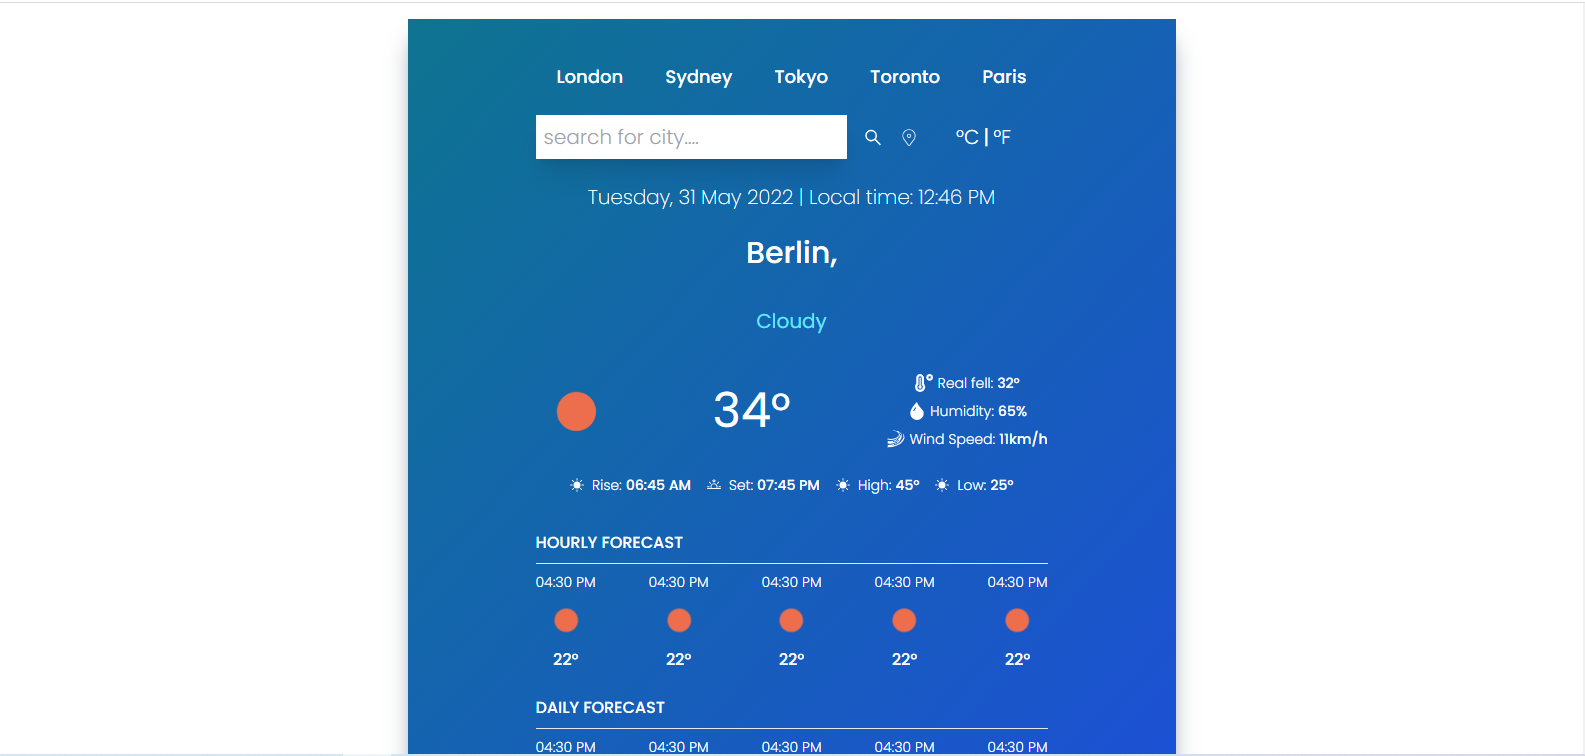 London Sydney Tokyo Toronto Paris
search for city.... °C | °F
Tuesday, 31 May 2022 | Local time: 12:46 PM
Berlin,
Cloudy
34°
Real fell: 32°
Humidity: 65%
Wind Speed: 11km/h
Rise: 06:45 AM Set: 07:45 PM High: 45° Low: 25°
HOURLY FORECAST
04:30 PM 04:30 PM 04:30 PM 04:30 PM 04:30 PM
22° 22° 22° 22° 22°
DAILY FORECAST
04:30 PM 04:30 PM 04:30 PM 04:30 PM 04:30 PM